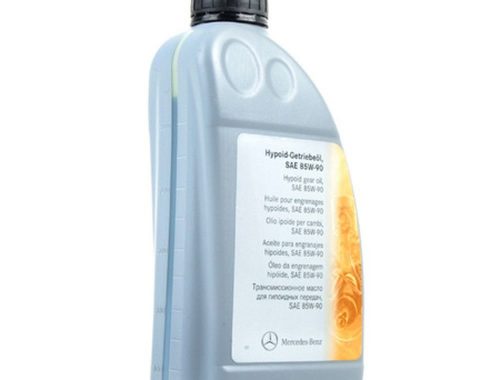 Hypoid-Getriebeöl,
SAE 85W-90
Hypoid gear oil,
SAE 85W-90
Huile pour engrenages
hypoides, SAE 85W-90
Olio ipoide per cambi,
SAE 85W-90
Aceite para engranajes
hipoides, SAE 85W-90
Óleo da engrenagem
hipóide, SAE 85W-90
Трансмиссионное масло
для гипоидных передач,
SAE 85W-90
Mercedes-Benz